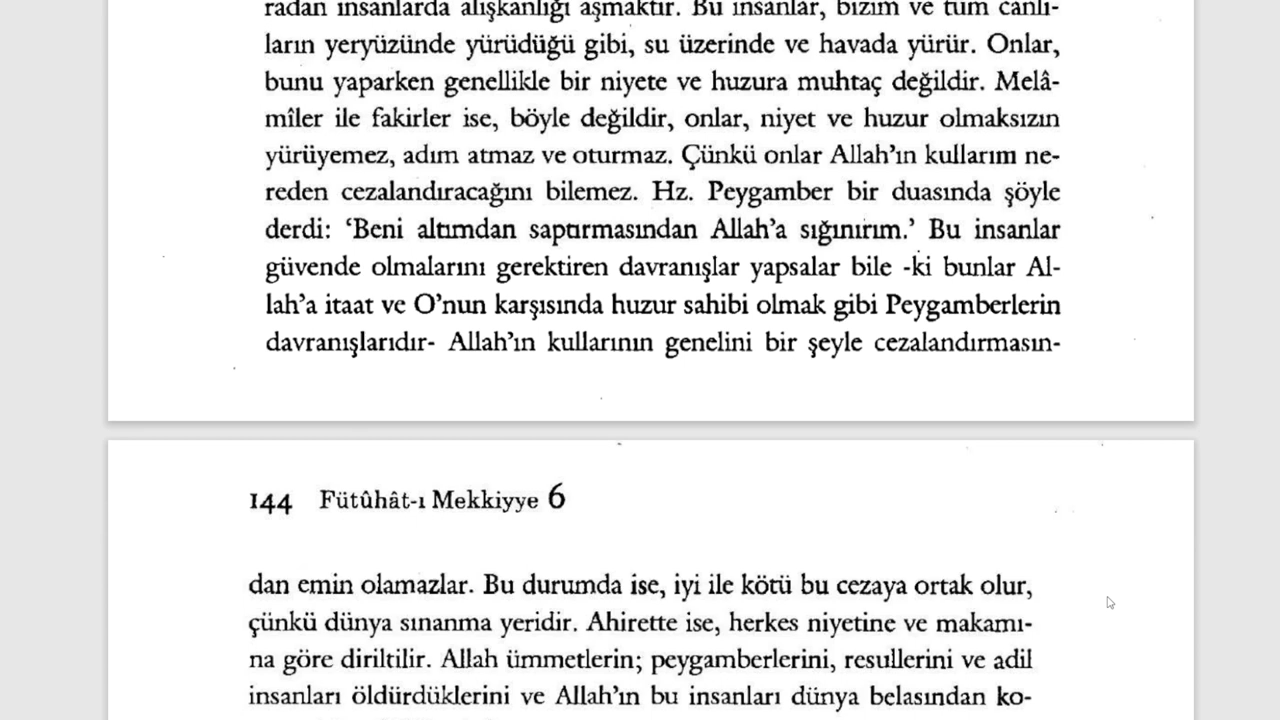 radan insanlarda alışkanlığı aşmaktır. Bu insanlar, bizim ve tüm canlı-
ların yeryüzünde yürüdüğü gibi, su üzerinde ve havada yürür. Onlar,
bunu yaparken genellikle bir niyete ve huzura muhtaç değildir. Melâ-
mîler ile fakirler ise, böyle değildir, onlar, niyet ve huzur olmaksızın
yürüyemez, adım atmaz ve oturmaz. Çünkü onlar Allah’ın kullarım ne-
reden cezalandıracağını bilemez. Hz. Peygamber bir duasında şöyle
derdi: ‘Beni altımdan saptırmasından Allah’a sığınırım.’ Bu insanlar
güvende olmalarını gerektiren davranışlar yapsalar bile -ki bunlar Al-
lah’a itaat ve O’nun karşısında huzur sahibi olmak gibi Peygamberlerin
davranışlarıdır- Allah’ın kullarının genelini bir şeyle cezalandırmasın-
144 Fütûhât-ı Mekkiyye 6
dan emin olamazlar. Bu durumda ise, iyi ile kötü bu cezaya ortak olur,
çünkü dünya sınanma yeridir. Ahirette ise, herkes niyetine ve makamı-
na göre diriltilir. Allah ümmetlerin; peygamberlerini, resullerini ve adil
insanları öldürdüklerini ve Allah’ın bu insanları dünya belasından ko-